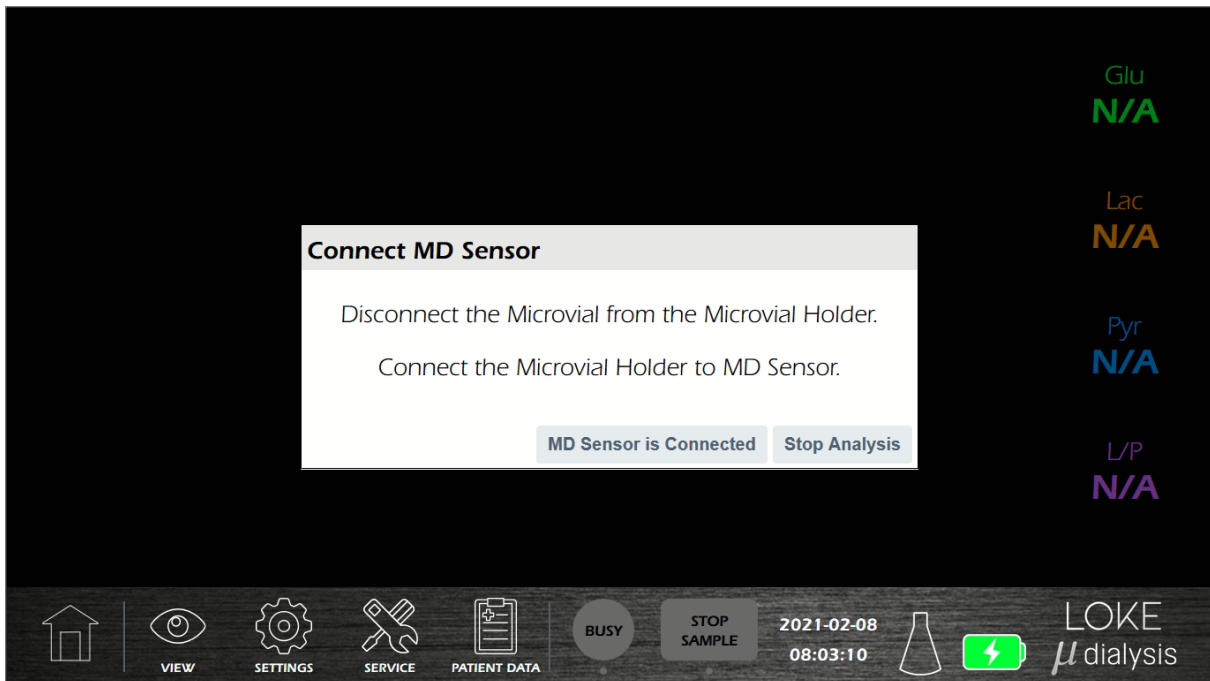 Glu
N/A
Lac
N/A
Connect MD Sensor
Disconnect the Microvial from the Microvial Holder.
Connect the Microvial Holder to MD Sensor.
Pyr
N/A
MD Sensor is Connected Stop Analysis
L/P
N/A
VIEW
SETTINGS
SERVICE
PATIENT DATA
BUSY
STOP
SAMPLE
2021-02-08
08:03:10
LOKE
μ dialysis